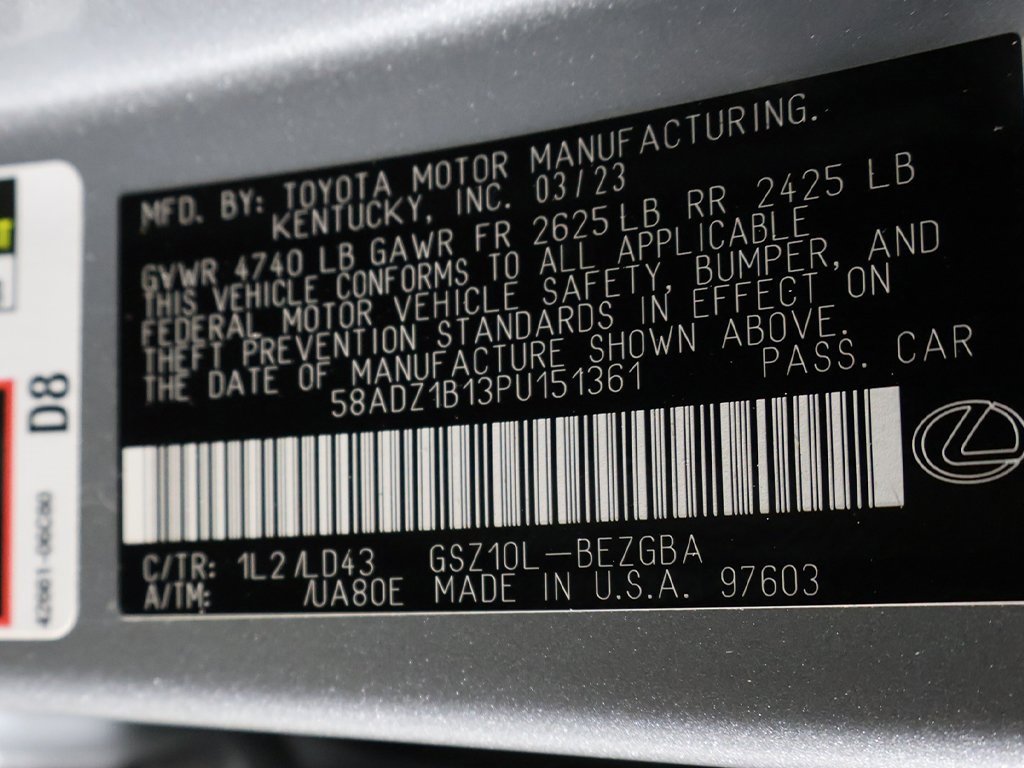 MFD. BY: TOYOTA MOTOR MANUFACTURING.
KENTUCKY, INC. 03/23
GVWR 4740 LB GAWR FR 2625 LB RR 2425 LB
THIS VEHICLE CONFORMS TO ALL APPLICABLE
FEDERAL MOTOR VEHICLE SAFETY, BUMPER, AND
THEFT PREVENTION STANDARDS IN EFFECT ON
THE DATE OF MANUFACTURE SHOWN ABOVE.
58ADZ1B13PU151361 PASS. CAR
C/TR: 1L2/LD43 GSZ10L-BEZGBA
A/TM: /UA80E MADE IN U.S.A. 97603
D8
42661-06C80